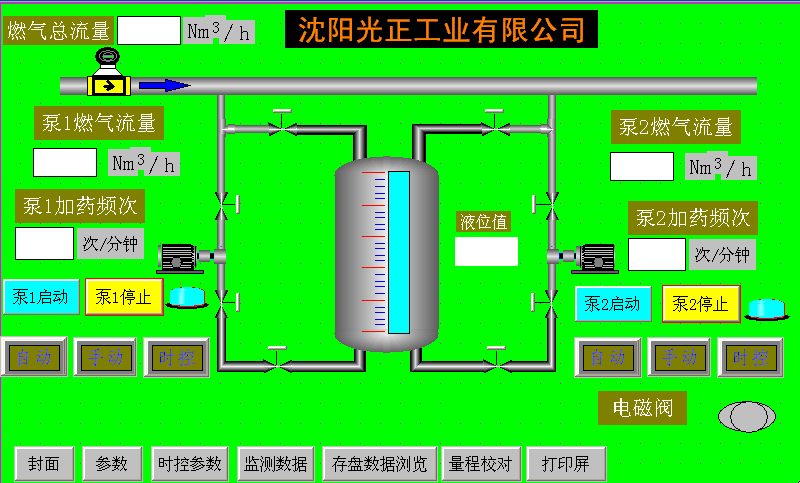 燃气总流量 Nm3/h
沈阳光正工业有限公司
泵1燃气流量
Nm3/h
泵1加药频次
次/分钟
泵1启动 泵1停止
自动 手动 时控
液位值
泵2燃气流量
Nm3/h
泵2加药频次
次/分钟
泵2启动 泵2停止
自动 手动 时控
电磁阀
封面 参数 时控参数 监测数据 存盘数据浏览 量程校对 打印屏